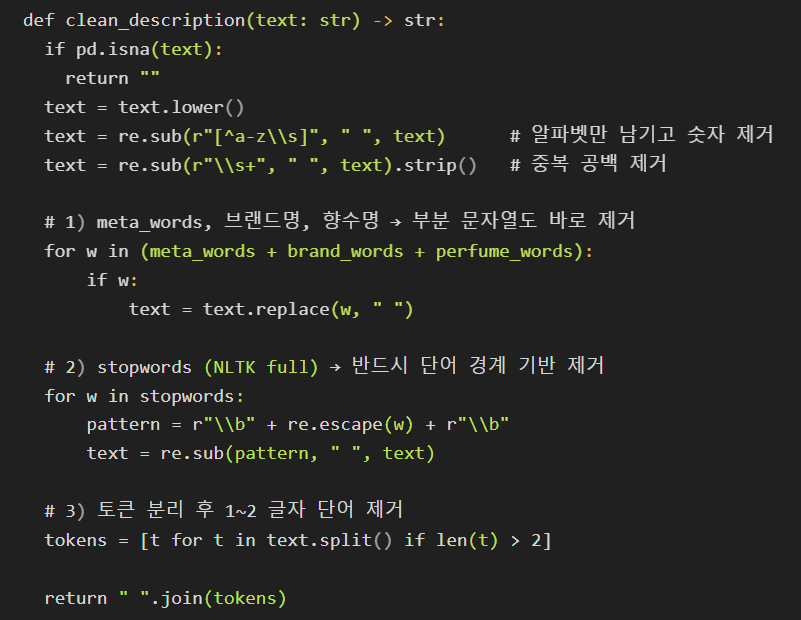 def clean_description(text: str) -> str:
  if pd.isna(text):
    return ""
  text = text.lower()
  text = re.sub(r"[^a-z\\s]", " ", text)      # 알파벳만 남기고 숫자 제거
  text = re.sub(r"\\s+", " ", text).strip()   # 중복 공백 제거

  # 1) meta_words, 브랜드명, 향수명 → 부분 문자열도 바로 제거
  for w in (meta_words + brand_words + perfume_words):
      if w:
          text = text.replace(w, " ")

  # 2) stopwords (NLTK full) → 반드시 단어 경계 기반 제거
  for w in stopwords:
      pattern = r"\\b" + re.escape(w) + r"\\b"
      text = re.sub(pattern, " ", text)

  # 3) 토큰 분리 후 1~2 글자 단어 제거
  tokens = [t for t in text.split() if len(t) > 2]

  return " ".join(tokens)